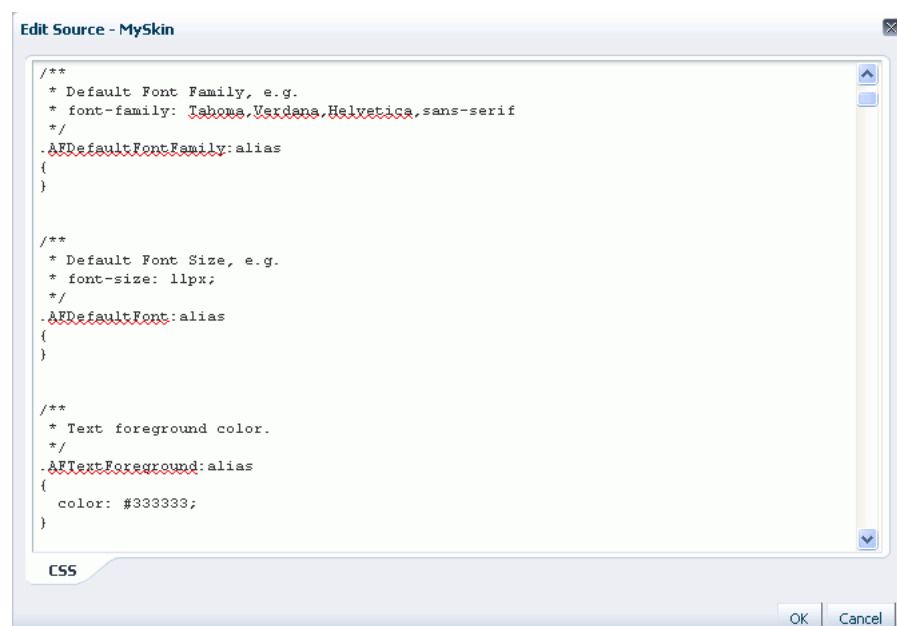 Edit Source - MySkin
/**
 * Default Font Family, e.g.
 * font-family: Tahoma,Verdana,Helvetica,sans-serif
 */
.AFDefaultFontFamily:alias
{
}
/**
 * Default Font Size, e.g.
 * font-size: 11px;
 */
.AFDefaultFont:alias
{
}
/**
 * Text foreground color.
 */
.AFTextForeground:alias
{
  color: #333333;
}
CSS
OK Cancel